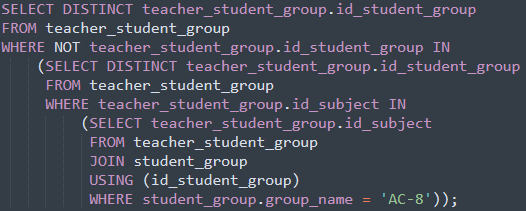 SELECT DISTINCT teacher_student_group.id_student_group
FROM teacher_student_group
WHERE NOT teacher_student_group.id_student_group IN
(SELECT DISTINCT teacher_student_group.id_student_group
FROM teacher_student_group
WHERE teacher_student_group.id_subject IN
(SELECT teacher_student_group.id_subject
FROM teacher_student_group
JOIN student_group
USING (id_student_group)
WHERE student_group.group_name = 'AC-8'));